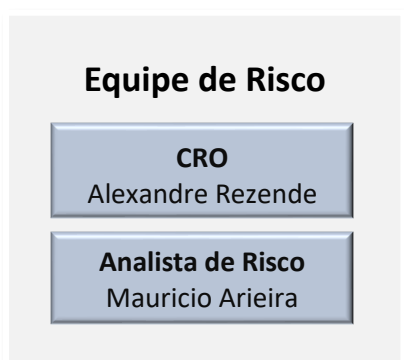 Equipe de Risco
CRO
Alexandre Rezende
Analista de Risco
Mauricio Arieira